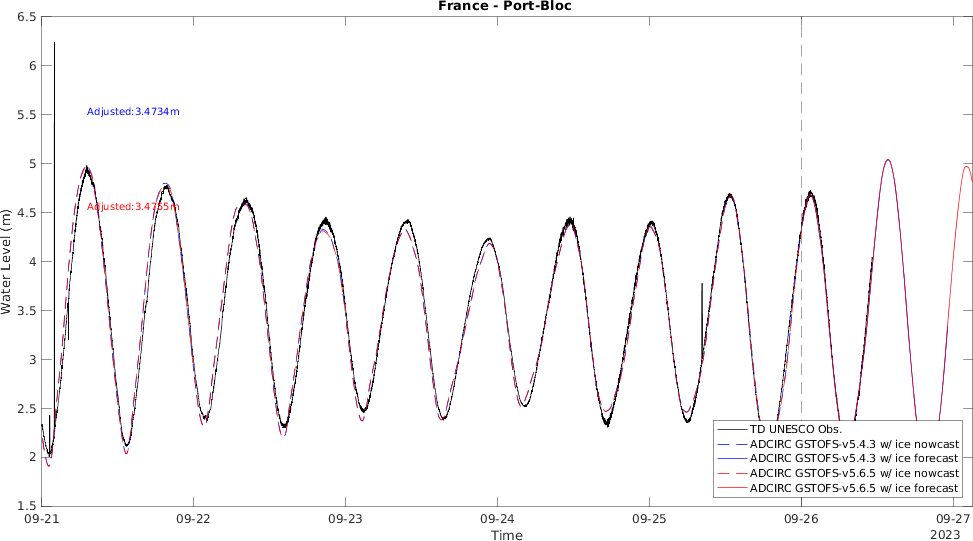 France - Port-Bloc
6.5
6
5.5
5
4.5
4
3.5
3
2.5
2
1.5
Water Level (m)
Adjusted:3.4734m
Adjusted:3.4755m
TD UNESCO Obs.
ADCIRC GSTOFS-v5.4.3 w/ ice nowcast
ADCIRC GSTOFS-v5.4.3 w/ ice forecast
ADCIRC GSTOFS-v5.6.5 w/ ice nowcast
ADCIRC GSTOFS-v5.6.5 w/ ice forecast
09-21 09-22 09-23 09-24 09-25 09-26 09-27
Time
2023